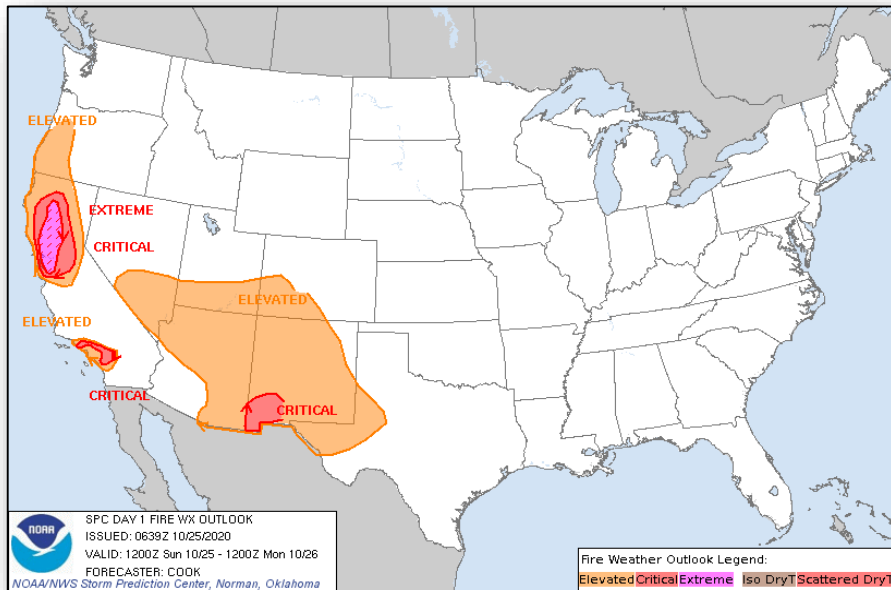 ELEVATED
EXTREME
CRITICAL
ELEVATED
ELEVATED
CRITICAL
CRITICAL
NOAA
SPC DAY 1 FIRE WX OUTLOOK
ISSUED: 0639Z 10/25/2020
VALID: 1200Z Sun 10/25 - 1200Z Mon 10/26
FORECASTER: COOK
NOAA/NWS Storm Prediction Center, Norman, Oklahoma
Fire Weather Outlook Legend:
Elevated Critical Extreme Iso DryT Scattered DryT